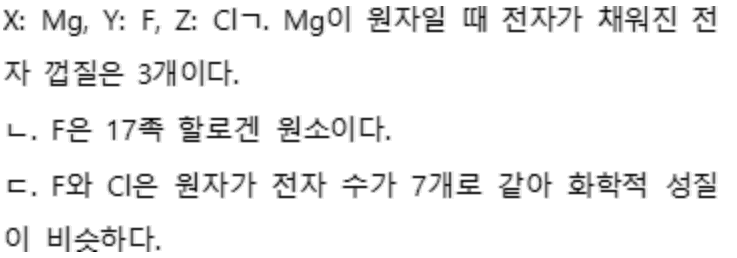 X: Mg, Y: F, Z: Clㄱ. Mg이 원자일 때 전자가 채워진 전
자 껍질은 3개이다.
ㄴ. F은 17족 할로겐 원소이다.
ㄷ. F와 Cl은 원자가 전자 수가 7개로 같아 화학적 성질
이 비슷하다.